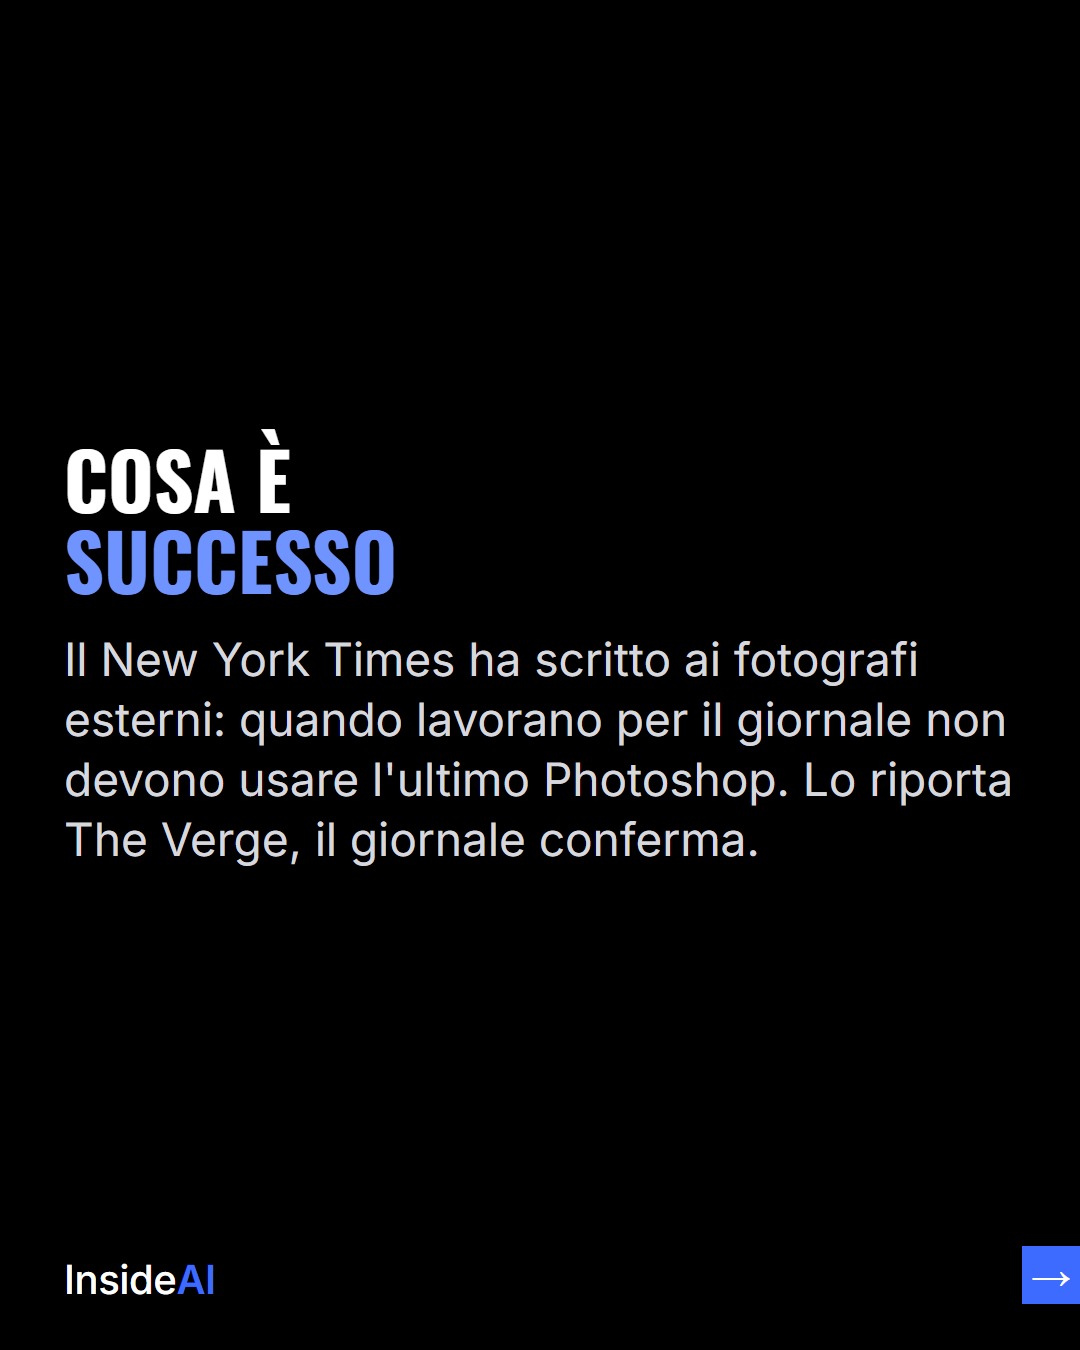 COSA È
SUCCESSO
Il New York Times ha scritto ai fotografi
esterni: quando lavorano per il giornale non
devono usare l'ultimo Photoshop. Lo riporta
The Verge, il giornale conferma.
InsideAI
→